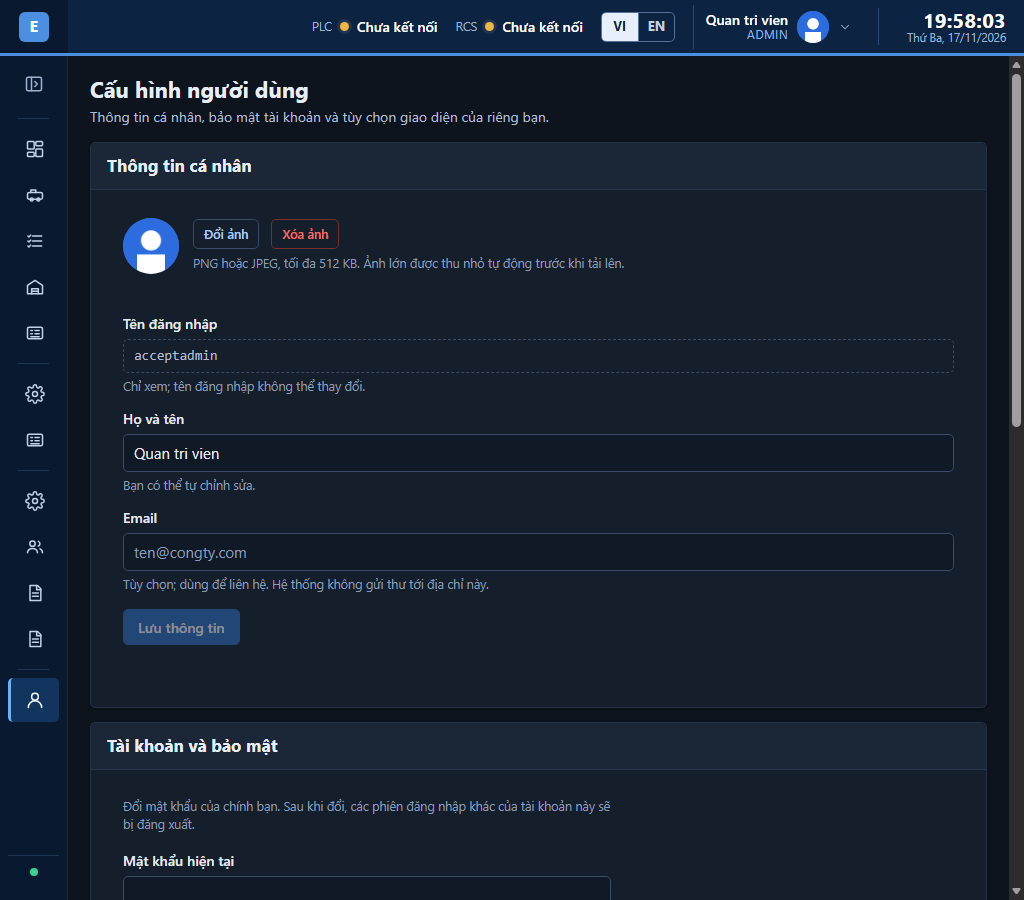 E
PLC Chưa kết nối RCS Chưa kết nối VI EN
Quan tri vien
ADMIN
19:58:03
Thứ Ba, 17/11/2026
Cấu hình người dùng
Thông tin cá nhân, bảo mật tài khoản và tùy chọn giao diện của riêng bạn.
Thông tin cá nhân
Đổi ảnh Xóa ảnh
PNG hoặc JPEG, tối đa 512 KB. Ảnh lớn được thu nhỏ tự động trước khi tải lên.
Tên đăng nhập
acceptadmin
Chỉ xem; tên đăng nhập không thể thay đổi.
Họ và tên
Quan tri vien
Bạn có thể tự chỉnh sửa.
Email
ten@congty.com
Tùy chọn; dùng để liên hệ. Hệ thống không gửi thư tới địa chỉ này.
Lưu thông tin
Tài khoản và bảo mật
Đổi mật khẩu của chính bạn. Sau khi đổi, các phiên đăng nhập khác của tài khoản này sẽ
bị đăng xuất.
Mật khẩu hiện tại